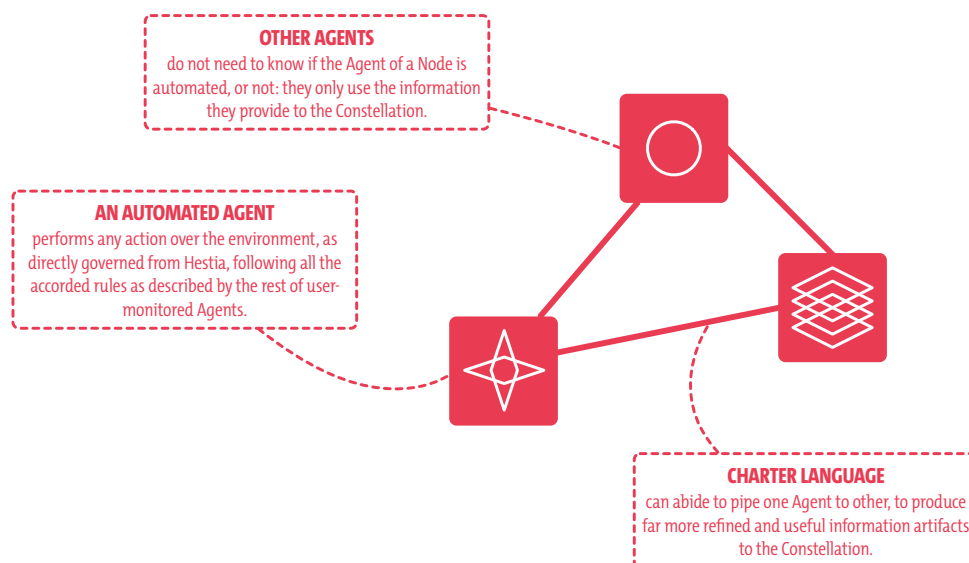 OTHER AGENTS
do not need to know if the Agent of a Node is
automated, or not: they only use the information
they provide to the Constellation.
AN AUTOMATED AGENT
performs any action over the environment, as
directly governed from Hestia, following all the
accorded rules as described by the rest of user-
monitored Agents.
CHARTER LANGUAGE
can abide to pipe one Agent to other, to produce
far more refined and useful information artifacts
to the Constellation.